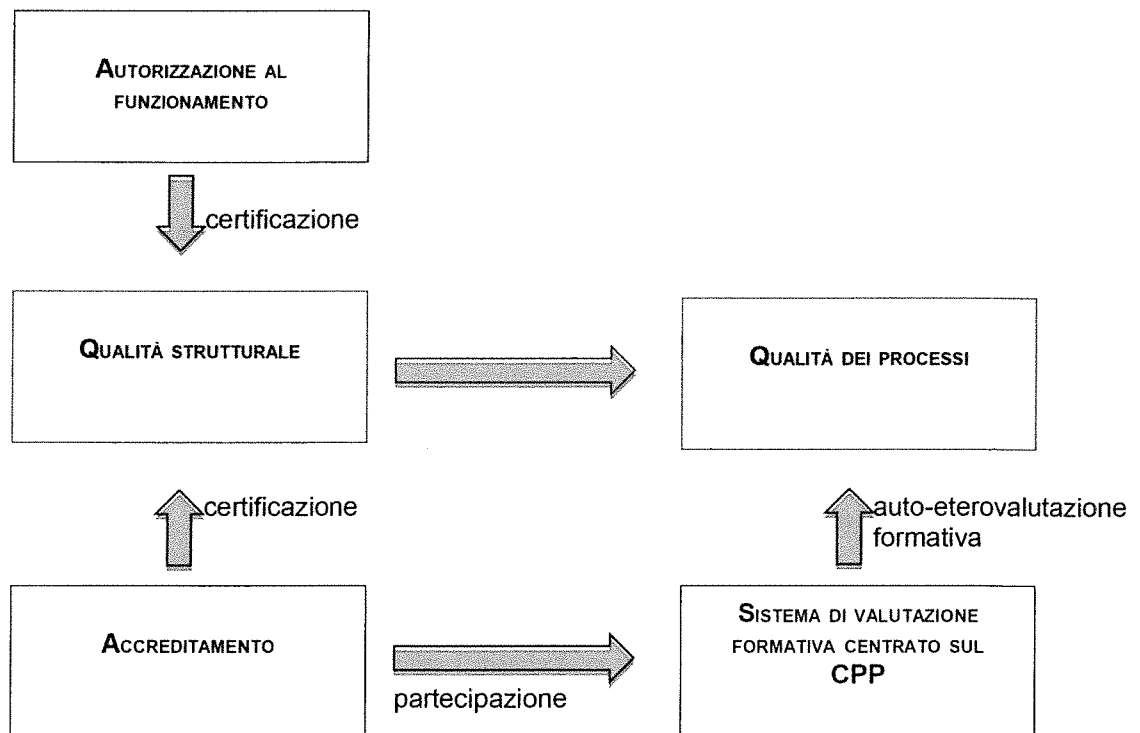 AUTORIZZAZIONE AL
FUNZIONAMENTO
certificazione
QUALITÀ STRUTTURALE
QUALITÀ DEI PROCESSI
certificazione
auto-eterovalutazione
formativa
ACCREDITAMENTO
partecipazione
SISTEMA DI VALUTAZIONE
FORMATIVA CENTRATO SUL
CPP